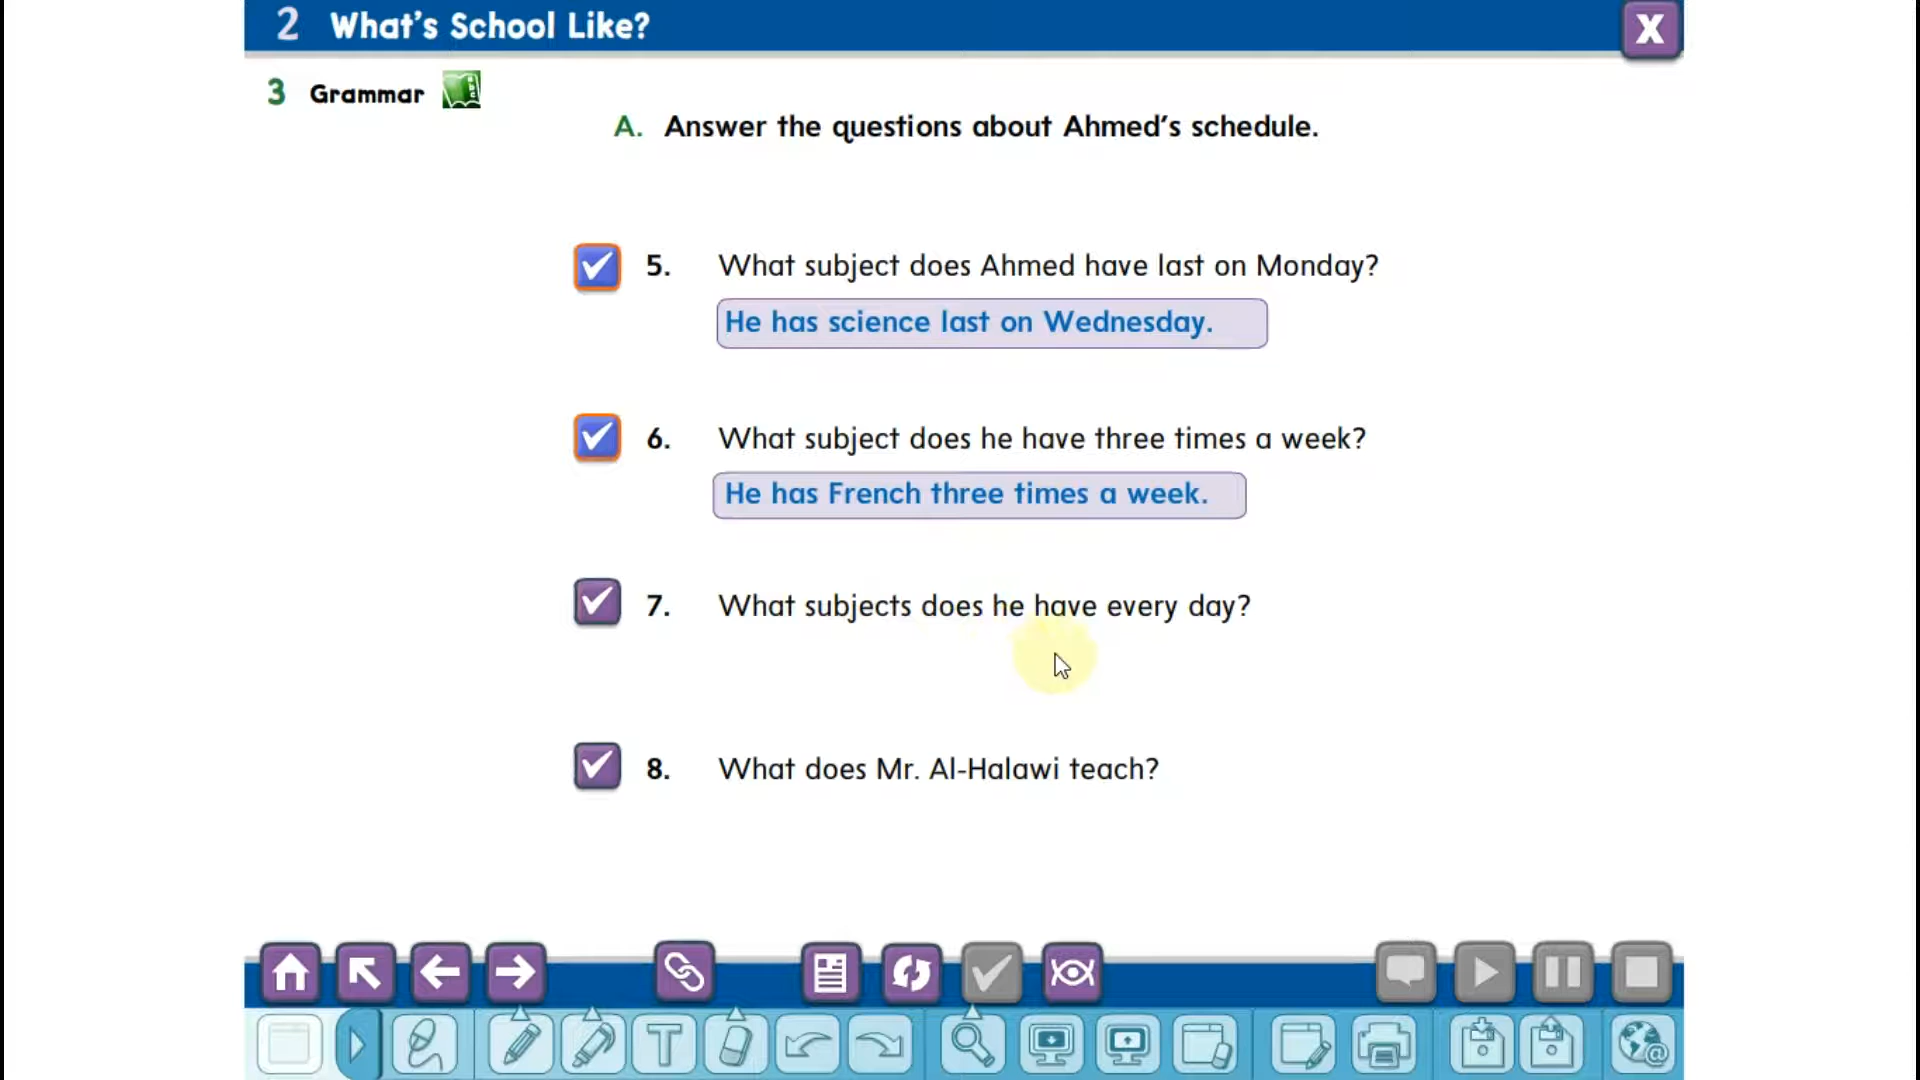 2 What's School Like?
X
3 Grammar
A. Answer the questions about Ahmed's schedule.
5. What subject does Ahmed have last on Monday?
He has science last on Wednesday.
6. What subject does he have three times a week?
He has French three times a week.
7. What subjects does he have every day?
8. What does Mr. Al-Halawi teach?
T
@